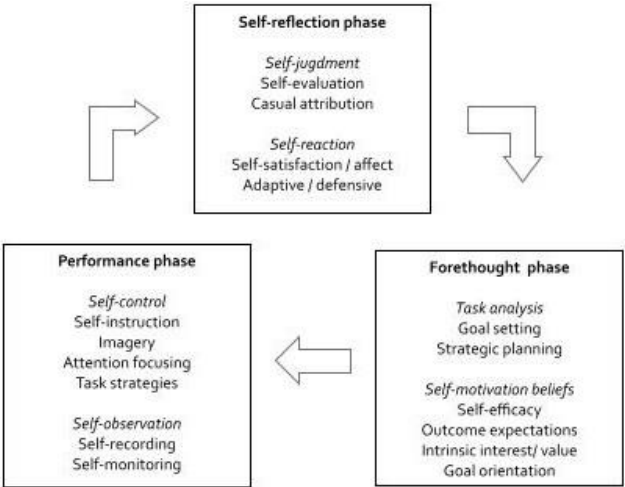 Self-reflection phase
Self-jugdment
Self-evaluation
Casual attribution
Self-reaction
Self-satisfaction / affect
Adaptive / defensive
Performance phase
Self-control
Self-instruction
Imagery
Attention focusing
Task strategies
Self-observation
Self-recording
Self-monitoring
Forethought phase
Task analysis
Goal setting
Strategic planning
Self-motivation beliefs
Self-efficacy
Outcome expectations
Intrinsic interest/ value
Goal orientation